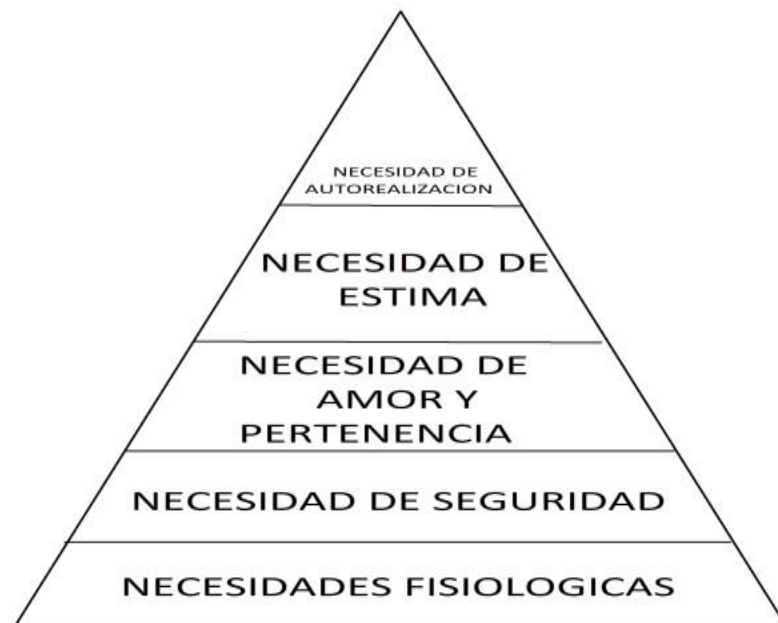 NECESIDAD DE
AUTOREALIZACION
NECESIDAD DE
ESTIMA
NECESIDAD DE
AMOR Y
PERTENENCIA
NECESIDAD DE SEGURIDAD
NECESIDADES FISIOLOGICAS